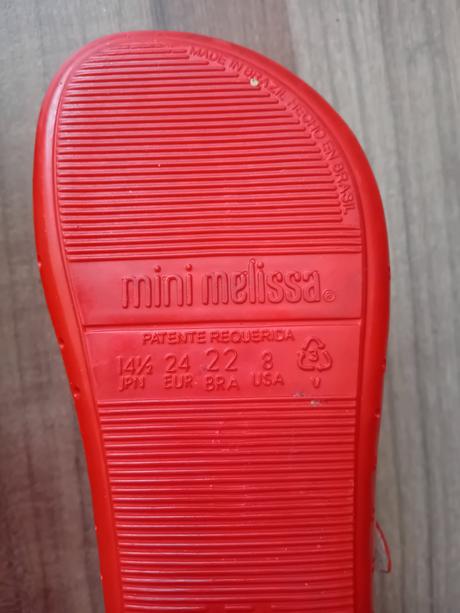 MADE IN BRAZIL HECHO EN BRASIL
mini melissa®
PATENTE REQUERIDA
14½ 24 22 8 3
JPN EUR BRA USA V